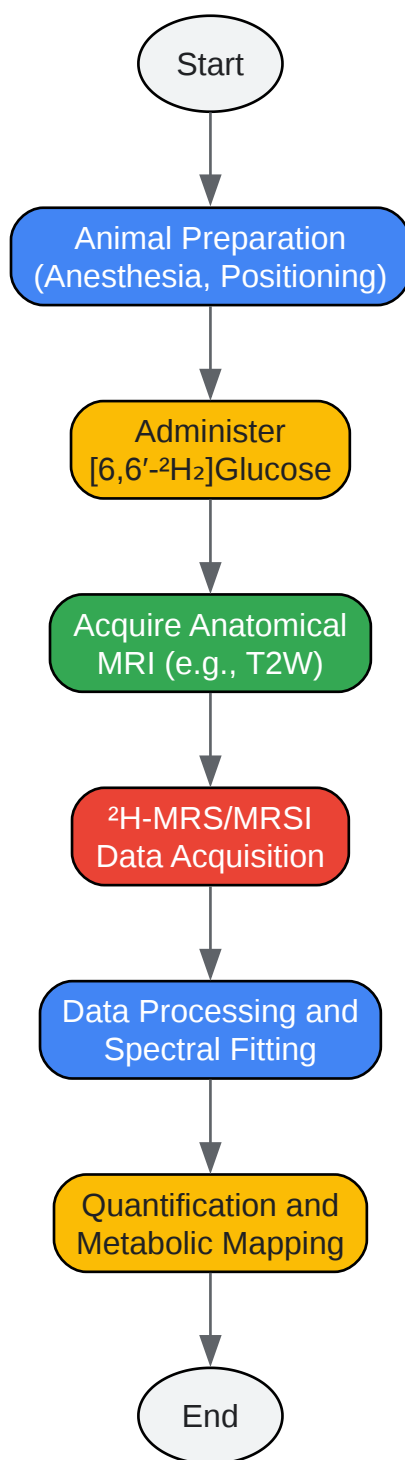 Start
Animal Preparation
(Anesthesia, Positioning)
Administer
[6,6′-²H₂]Glucose
Acquire Anatomical
MRI (e.g., T2W)
²H-MRS/MRSI
Data Acquisition
Data Processing and
Spectral Fitting
Quantification and
Metabolic Mapping
End